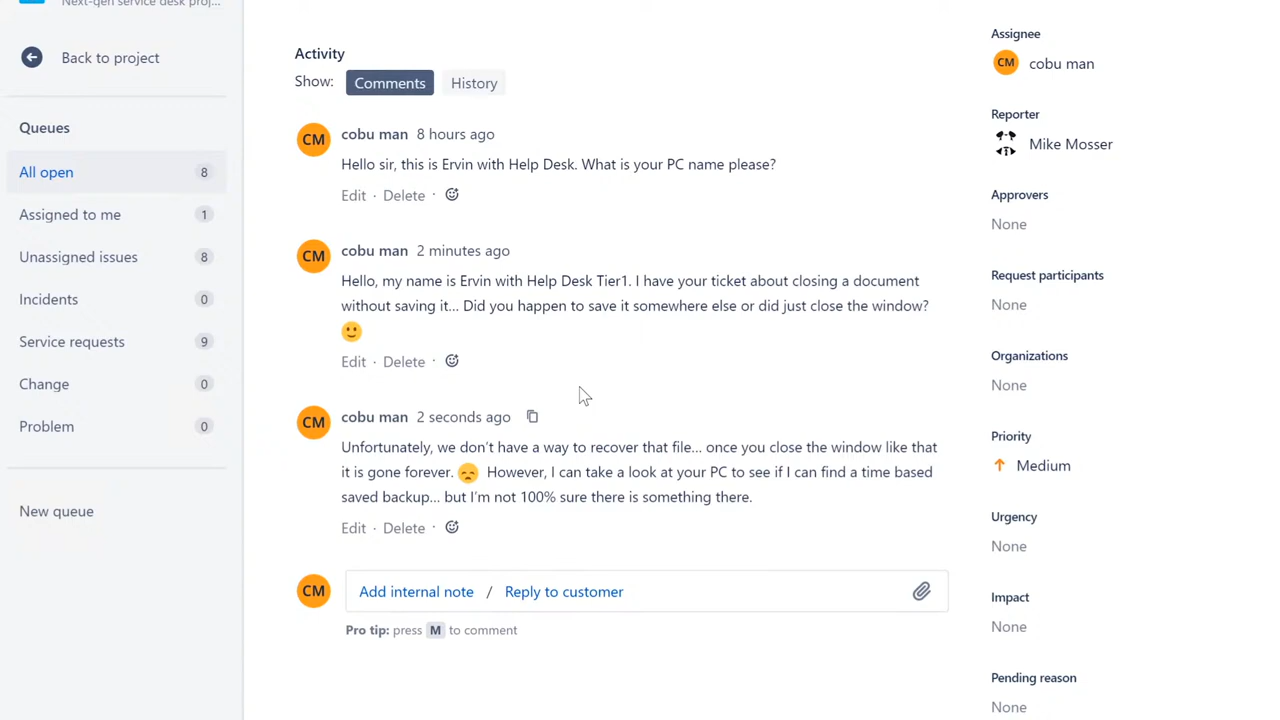 Next-gen service desk proj...
Back to project
Queues
All open 8
Assigned to me 1
Unassigned issues 8
Incidents 0
Service requests 9
Change 0
Problem 0
New queue
Activity
Show: Comments History
CM cobu man 8 hours ago
Hello sir, this is Ervin with Help Desk. What is your PC name please?
Edit · Delete ·
CM cobu man 2 minutes ago
Hello, my name is Ervin with Help Desk Tier1. I have your ticket about closing a document
without saving it... Did you happen to save it somewhere else or did just close the window?
Edit · Delete ·
CM cobu man 2 seconds ago
Unfortunately, we don't have a way to recover that file... once you close the window like that
it is gone forever. However, I can take a look at your PC to see if I can find a time based
saved backup... but I'm not 100% sure there is something there.
Edit · Delete ·
CM Add internal note / Reply to customer
Pro tip: press M to comment
Assignee
CM cobu man
Reporter
Mike Mosser
Approvers
None
Request participants
None
Organizations
None
Priority
Medium
Urgency
None
Impact
None
Pending reason
None